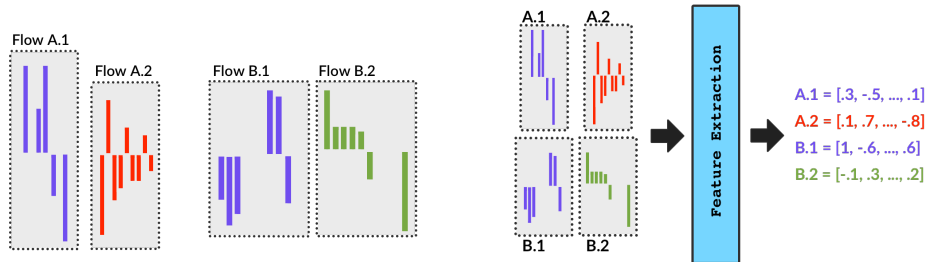 Flow A.1
Flow A.2
Flow B.1
Flow B.2
A.1
A.2
B.1
B.2
Feature Extraction
A.1 = [.3, -.5, ..., .1]
A.2 = [.1, .7, ..., -.8]
B.1 = [1, -.6, ..., .6]
B.2 = [-.1, .3, ..., .2]